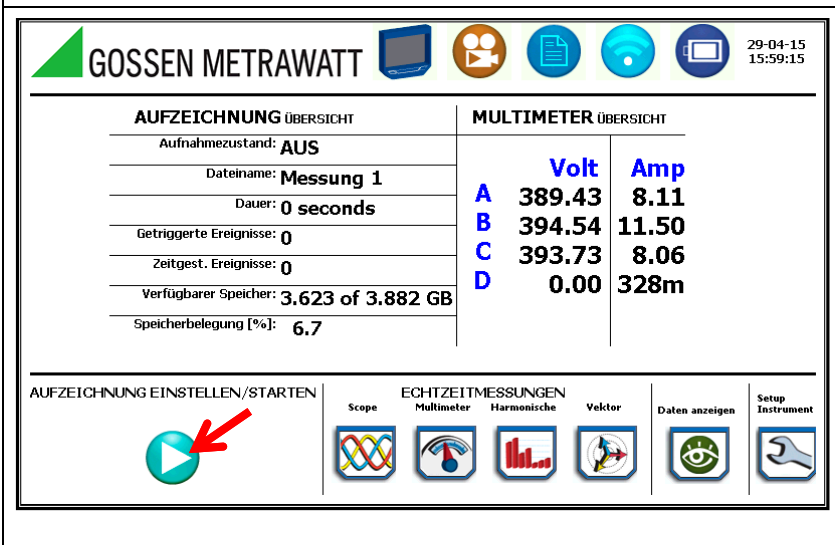 GOSSEN METRAWATT
29-04-15
15:59:15
AUFZEICHNUNG ÜBERSICHT
Aufnahmezustand: AUS
Dateiname: Messung 1
Dauer: 0 seconds
Getriggerte Ereignisse: 0
Zeitgest. Ereignisse: 0
Verfügbarer Speicher: 3.623 of 3.882 GB
Speicherbelegung [%]: 6.7
MULTIMETER ÜBERSICHT
Volt Amp
A 389.43 8.11
B 394.54 11.50
C 393.73 8.06
D 0.00 328m
AUFZEICHNUNG EINSTELLEN/STARTEN
ECHTZEITMESSUNGEN
Scope Multimeter Harmonische Vektor
Daten anzeigen
Setup
Instrument